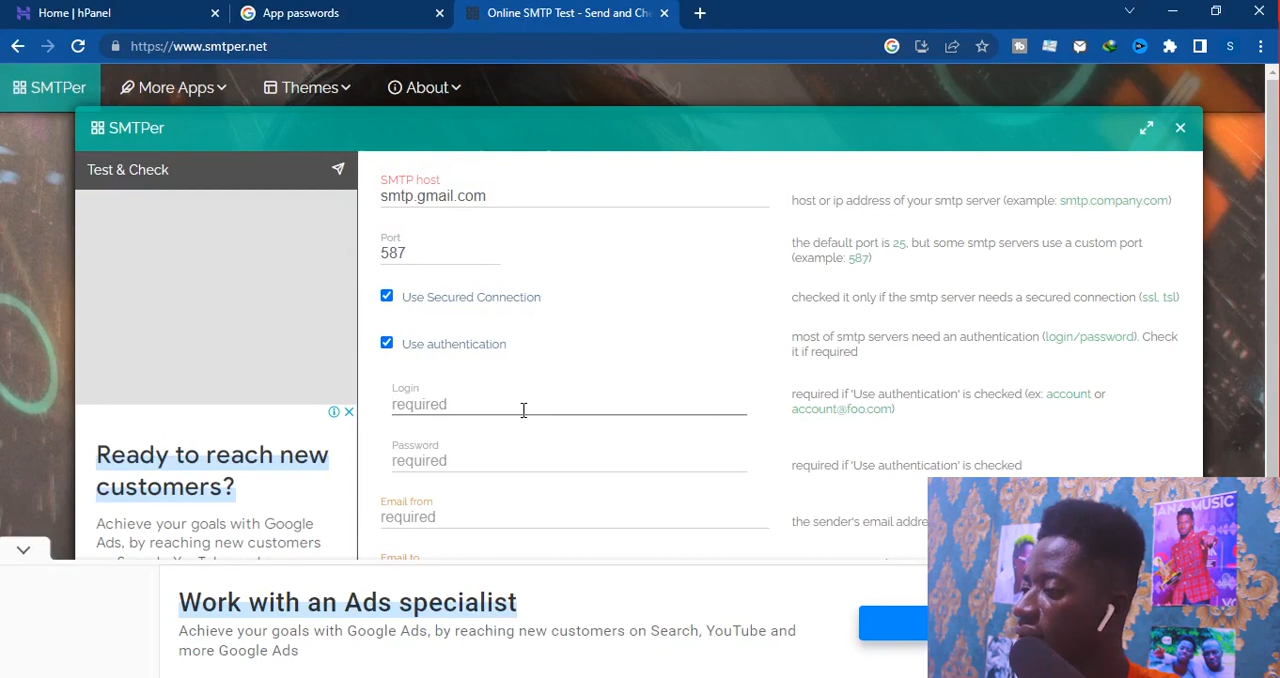 Home | hPanel
App passwords
Online SMTP Test - Send and Che
https://www.smtper.net
S
SMTPer
More Apps
Themes
About
SMTPer
Test & Check
SMTP host
smtp.gmail.com
host or ip address of your smtp server (example: smtp.company.com)
Port
587
the default port is 25, but some smtp servers use a custom port
(example: 587)
Use Secured Connection
checked it only if the smtp server needs a secured connection (ssl, tsl)
Use authentication
most of smtp servers need an authentication (login/password). Check
it if required
Login
required
required if 'Use authentication' is checked (ex: account or
account@foo.com)
Password
required
required if 'Use authentication' is checked
Email from
required
the sender's email addre
Email to
Ready to reach new
customers?
Achieve your goals with Google
Ads, by reaching new customers
Work with an Ads specialist
Achieve your goals with Google Ads, by reaching new customers on Search, YouTube and
more Google Ads
MUSIC